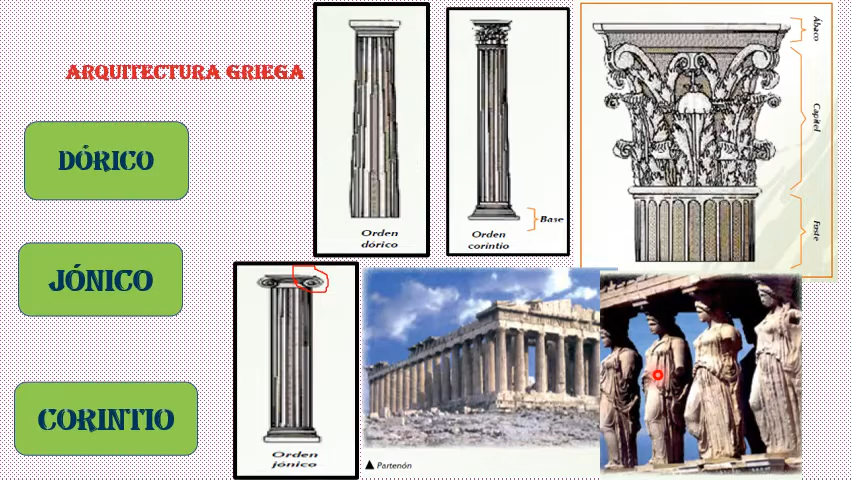 ARQUITECTURA GRIEGA
DÓRICO
JÓNICO
CORINTIO
Orden
dórico
Orden
corintio
Base
Ábaco
Capitel
Fuste
Orden
jónico
Partenón